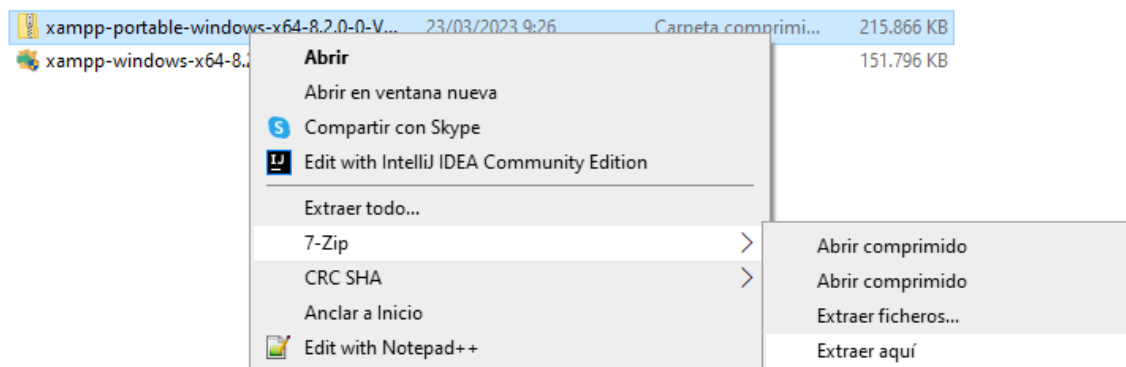 xampp-portable-windows-x64-8.2.0-0-V... 23/03/2023 9:26 Carpeta comprimi... 215.866 KB
xampp-windows-x64-8.2 151.796 KB
Abrir
Abrir en ventana nueva
Compartir con Skype
Edit with IntelliJ IDEA Community Edition
Extraer todo...
7-Zip
CRC SHA
Anclar a Inicio
Edit with Notepad++
Abrir comprimido
Abrir comprimido
Extraer ficheros...
Extraer aquí